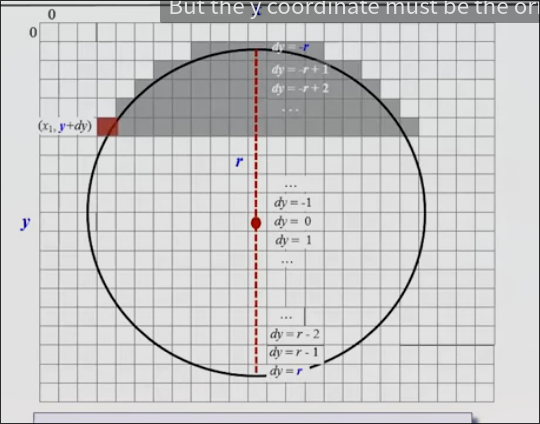 But the y coordinate must be the or
0
0
dy = -r
dy = -r + 1
dy = -r + 2
...
(x₁, y+dy)
r
...
dy = -1
y
dy = 0
dy = 1
...
...
dy = r - 2
dy = r - 1
dy = r